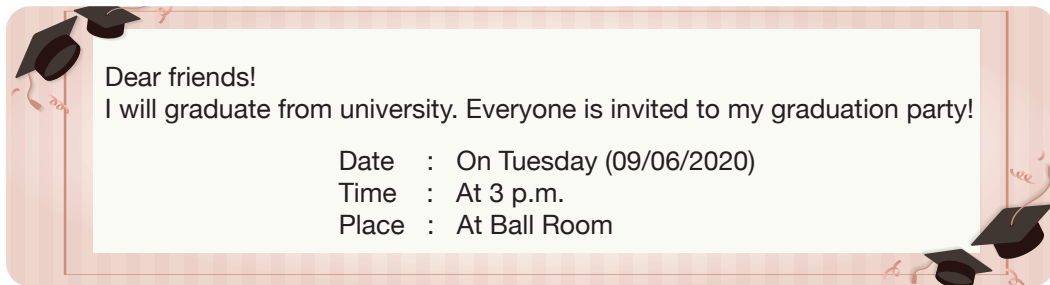 Dear friends!
I will graduate from university. Everyone is invited to my graduation party!
Date : On Tuesday (09/06/2020)
Time : At 3 p.m.
Place : At Ball Room